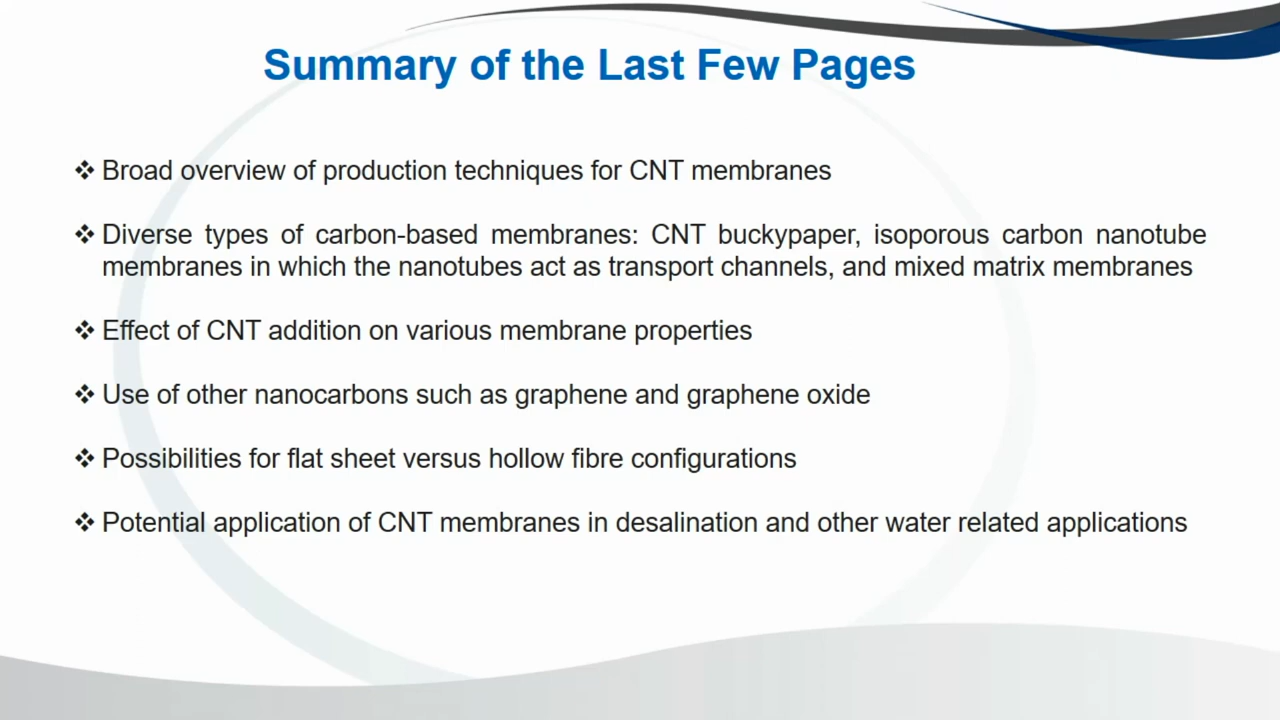 Summary of the Last Few Pages
❖ Broad overview of production techniques for CNT membranes
❖ Diverse types of carbon-based membranes: CNT buckypaper, isoporous carbon nanotube
membranes in which the nanotubes act as transport channels, and mixed matrix membranes
❖ Effect of CNT addition on various membrane properties
❖ Use of other nanocarbons such as graphene and graphene oxide
❖ Possibilities for flat sheet versus hollow fibre configurations
❖ Potential application of CNT membranes in desalination and other water related applications